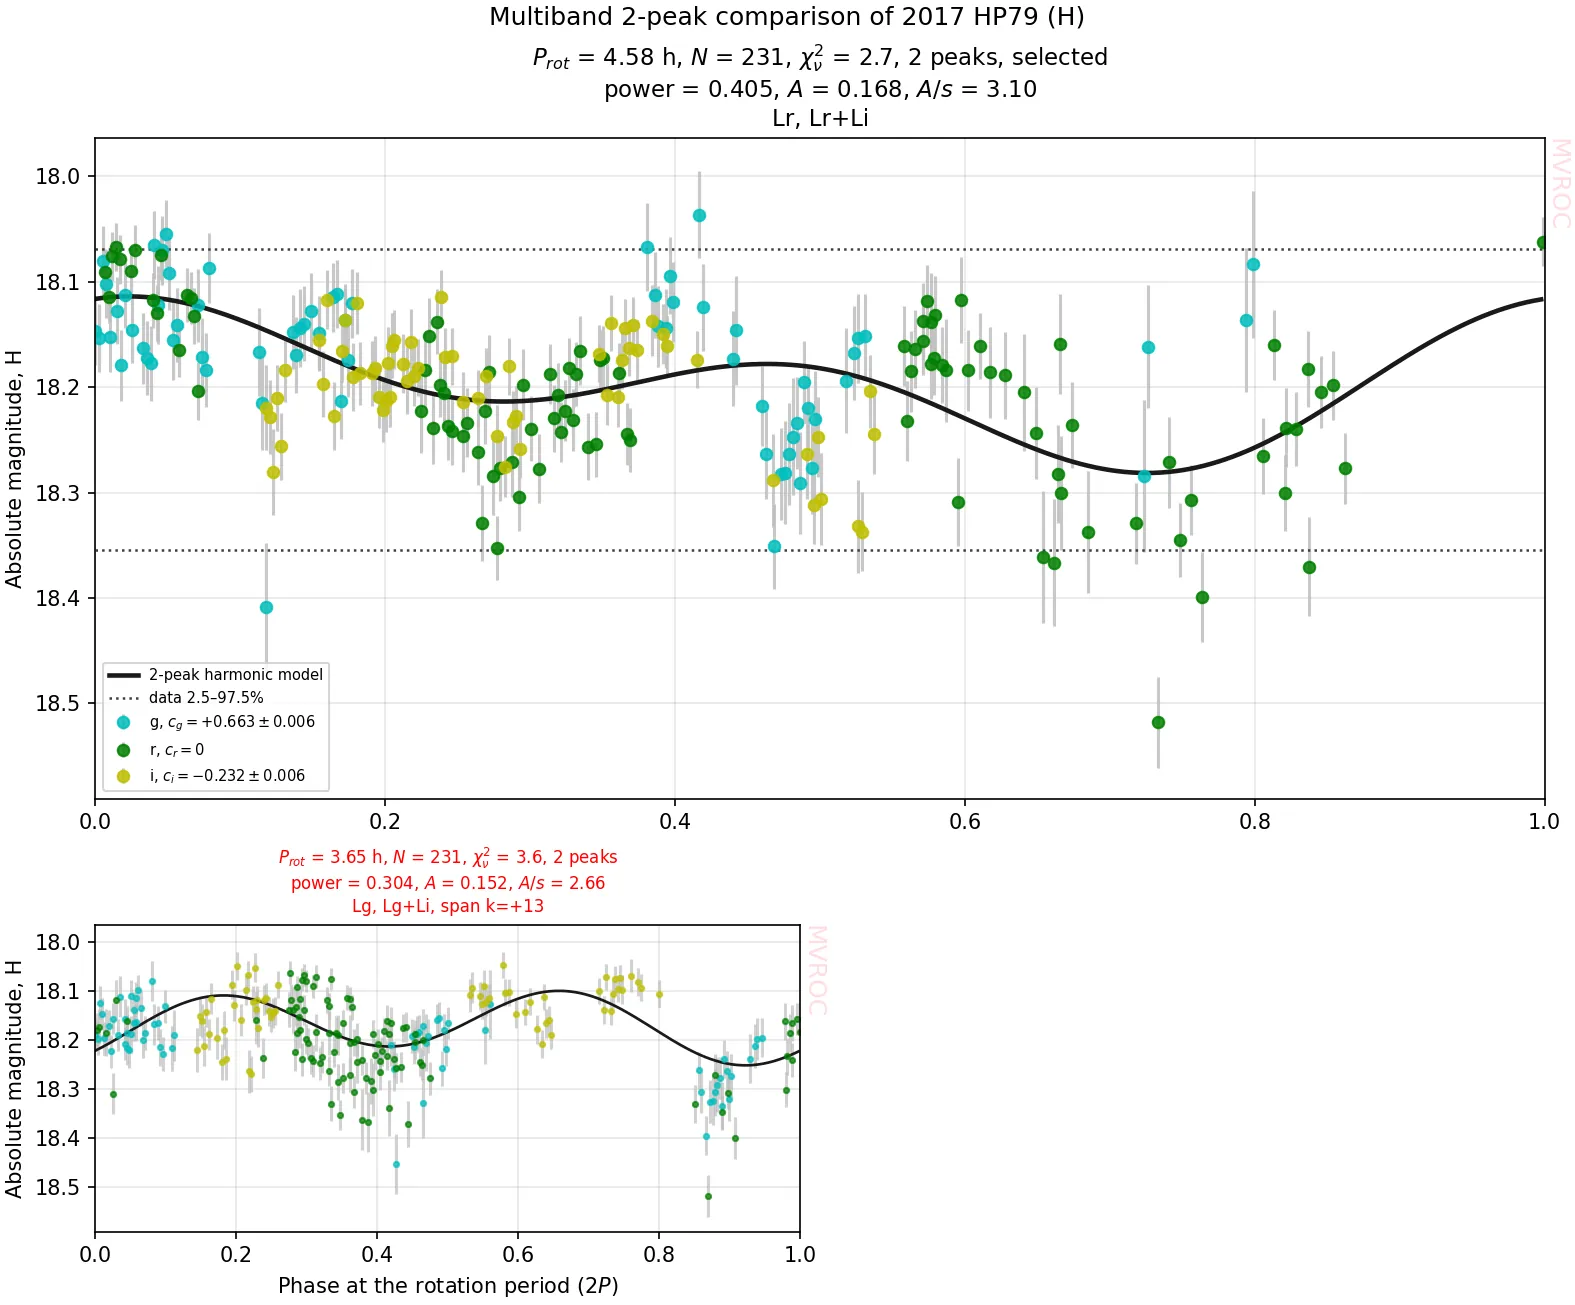 Multiband 2-peak comparison of 2017 HP79 (H)
P_rot = 4.58 h, N = 231, χ²_ν = 2.7, 2 peaks, selected
power = 0.405, A = 0.168, A/s = 3.10
Lr, Lr+Li
MVROC
Absolute magnitude, H
18.0
18.1
18.2
18.3
18.4
18.5
2-peak harmonic model
data 2.5–97.5%
g, c_g = +0.663 ± 0.006
r, c_r = 0
i, c_i = −0.232 ± 0.006
0.0 0.2 0.4 0.6 0.8 1.0
P_rot = 3.65 h, N = 231, χ²_ν = 3.6, 2 peaks
power = 0.304, A = 0.152, A/s = 2.66
Lg, Lg+Li, span k=+13
MVROC
Absolute magnitude, H
18.0
18.1
18.2
18.3
18.4
18.5
0.0 0.2 0.4 0.6 0.8 1.0
Phase at the rotation period (2P)